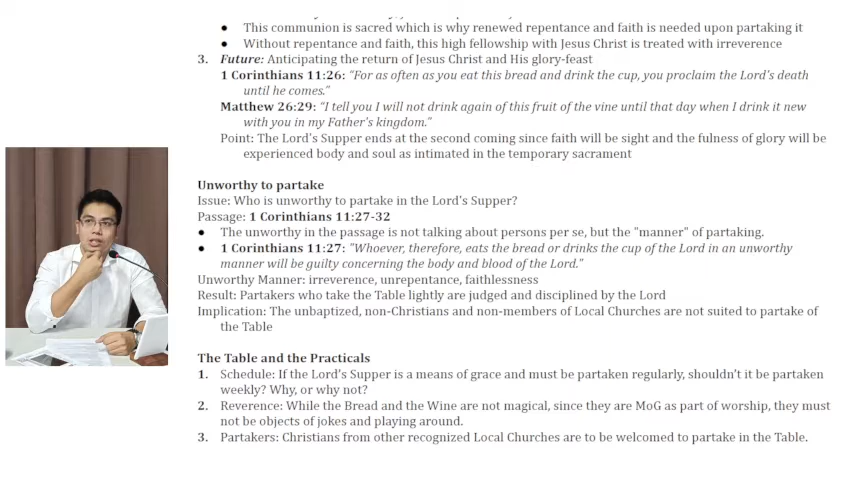 ● This communion is sacred which is why renewed repentance and faith is needed upon partaking it
● Without repentance and faith, this high fellowship with Jesus Christ is treated with irreverence
3. Future: Anticipating the return of Jesus Christ and His glory-feast
1 Corinthians 11:26: "For as often as you eat this bread and drink the cup, you proclaim the Lord's death
until he comes."
Matthew 26:29: "I tell you I will not drink again of this fruit of the vine until that day when I drink it new
with you in my Father's kingdom."
Point: The Lord's Supper ends at the second coming since faith will be sight and the fulness of glory will be
experienced body and soul as intimated in the temporary sacrament
Unworthy to partake
Issue: Who is unworthy to partake in the Lord's Supper?
Passage: 1 Corinthians 11:27-32
● The unworthy in the passage is not talking about persons per se, but the "manner" of partaking.
● 1 Corinthians 11:27: "Whoever, therefore, eats the bread or drinks the cup of the Lord in an unworthy
manner will be guilty concerning the body and blood of the Lord."
Unworthy Manner: irreverence, unrepentance, faithlessness
Result: Partakers who take the Table lightly are judged and disciplined by the Lord
Implication: The unbaptized, non-Christians and non-members of Local Churches are not suited to partake of
the Table
The Table and the Practicals
1. Schedule: If the Lord's Supper is a means of grace and must be partaken regularly, shouldn't it be partaken
weekly? Why, or why not?
2. Reverence: While the Bread and the Wine are not magical, since they are MoG as part of worship, they must
not be objects of jokes and playing around.
3. Partakers: Christians from other recognized Local Churches are to be welcomed to partake in the Table.